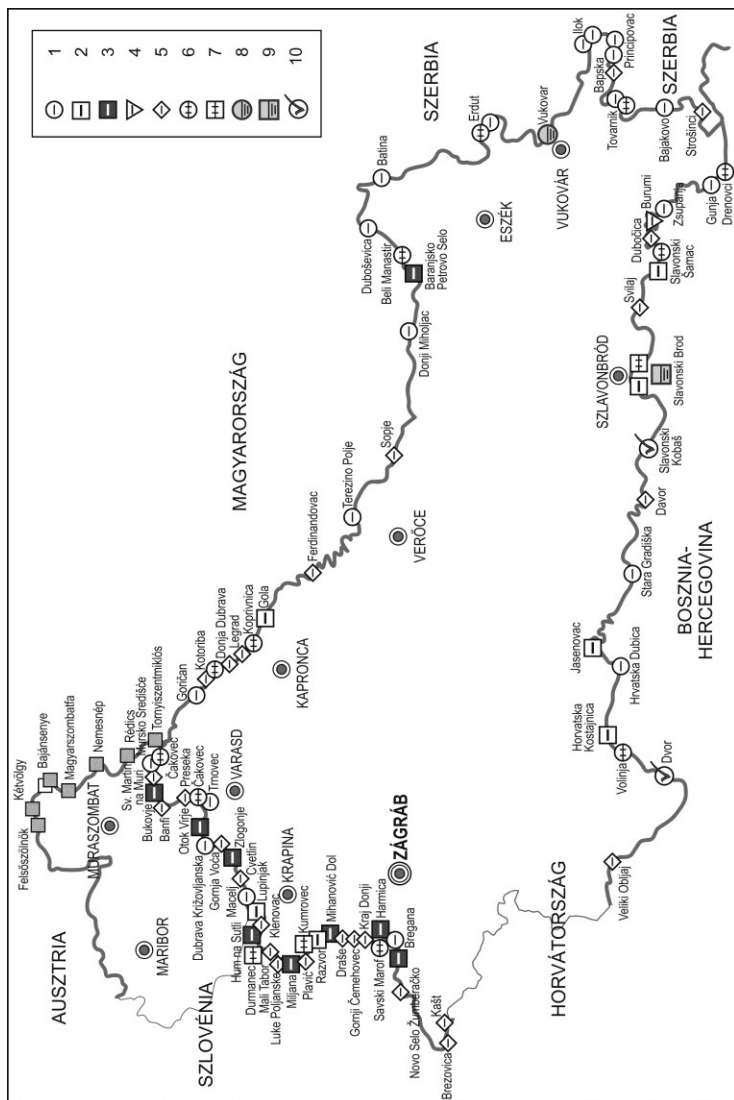 AUSZTRIA
MAGYARORSZÁG
SZERBIA
SZLOVÉNIA
HORVÁTORSZÁG
BOSZNIA-
HERCEGOVINA
SZERBIA
1
2
3
4
5
6
7
8
9
10
Felsőszölnök
Kétvölgy
Bajánsenye
Magyarszombatfa
Nemesnép
Rédics
Tornyiszentmiklós
MURASZOMBAT
MARIBOR
Sv. Martin
na Muri
Mursko Središče
Čakovec
Bukovje
Banfi
Preseka
Čakovec
Trnovec
Otok Virje
VARASD
Dubrava Križovljanska
Gornja Voća
Zlogonje
Cvetlin
Macelj
Lupinjak
Hum na Sutli
Klenovac
Durmanec
Mali Tabor
Luke Poljanske
KRAPINA
Miljana
Kumrovec
Plavić
Razvor
Mihanović Dol
Draše
Gornji Čemehovec
Kraj Donji
Harmica
Savski Marof
Bregana
ZÁGRÁB
Novo Selo Žumberačko
Kašt
Brezovica
Goričan
Kotoriba
Donja Dubrava
Legrad
Koprivnica
Gola
KAPRONCA
Ferdinandovac
Terezino Polje
VERŐCE
Sopje
Donji Miholjac
Baranjsko
Petrovo Selo
Beli Manastir
Duboševica
Batina
ESZÉK
Erdut
Vukovar
VUKOVÁR
Ilok
Principovac
Bapska
Tovarnik
Bajakovo
Strošinci
Drenovci
Gunja
Zsupanja
Burumi
Dubočica
Slavonski
Šamac
Svilaj
SZLAVONBRÓD
Slavonski Brod
Slavonski
Kobaš
Davor
Stara Gradiška
Jasenovac
Hrvatska Dubica
Horvatska
Kostajnica
Volinja
Dvor
Veliki Obljaj